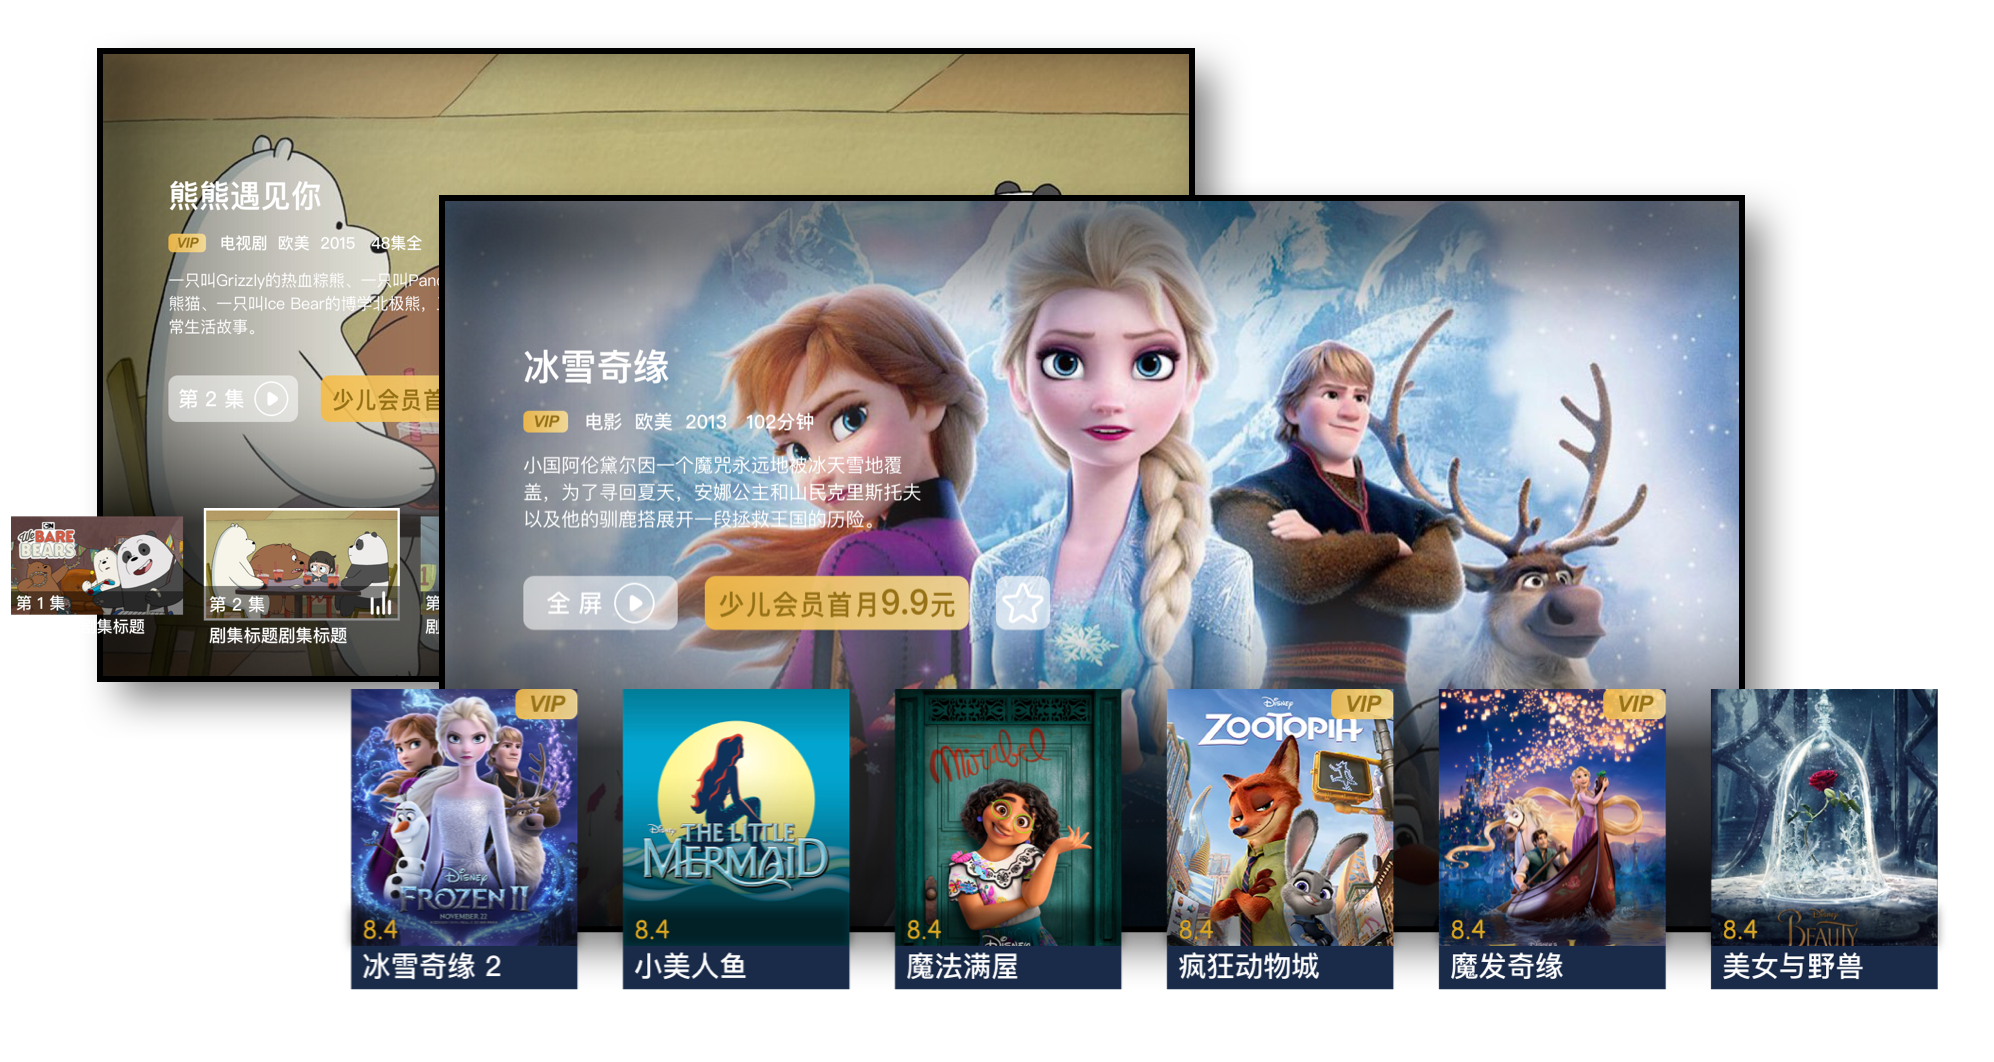 熊熊遇见你
VIP 电视剧 欧美 2015 48集全
一只叫Grizzly的热血粽熊、一只叫Pan
熊猫、一只叫Ice Bear的博学北极熊，
常生活故事。
第 2 集
少儿会员首
CN
We BARE
BEARS
第 1 集
集标题
第 2 集
剧集标题剧集标题
第
剧
冰雪奇缘
VIP 电影 欧美 2013 102分钟
小国阿伦黛尔因一个魔咒永远地被冰天雪地覆
盖，为了寻回夏天，安娜公主和山民克里斯托夫
以及他的驯鹿搭展开一段拯救王国的历险。
全 屏
少儿会员首月9.9元
VIP
Disney
FROZEN II
NOVEMBER 22
8.4
冰雪奇缘 2
Disney
THE LITTLE
MERMAID
8.4
小美人鱼
Mirabel
Disney
8.4
魔法满屋
VIP
Disney
ZOOTOPIA
8.4
疯狂动物城
VIP
8.4
魔发奇缘
Disney
BEAUTY
8.4
美女与野兽